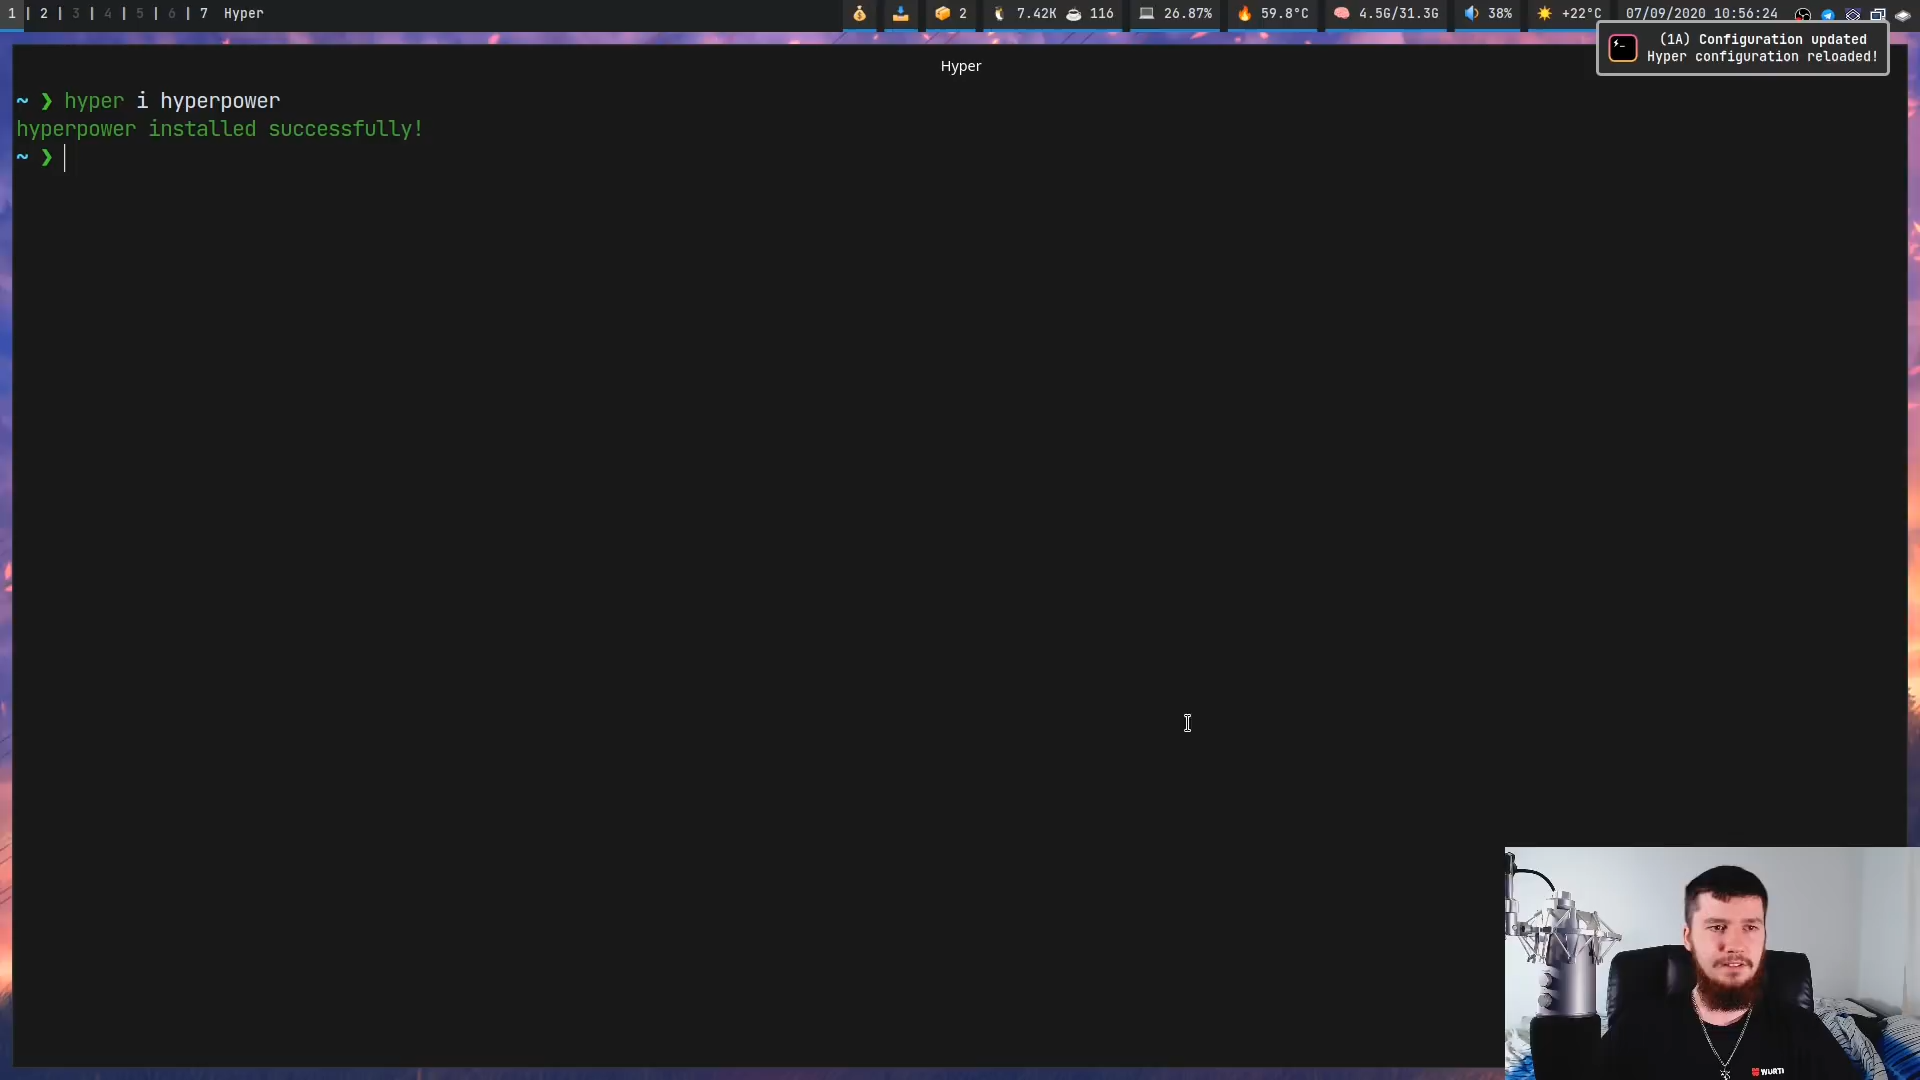 1 | 2 | 3 | 4 | 5 | 6 | 7 Hyper
2 7.42K 116 26.87% 59.8°C 4.5G/31.3G 38% +22°C 07/09/2020 10:56:24
(1A) Configuration updated
Hyper configuration reloaded!
Hyper
~ ❯ hyper i hyperpower
hyperpower installed successfully!
~ ❯
WÜRTH